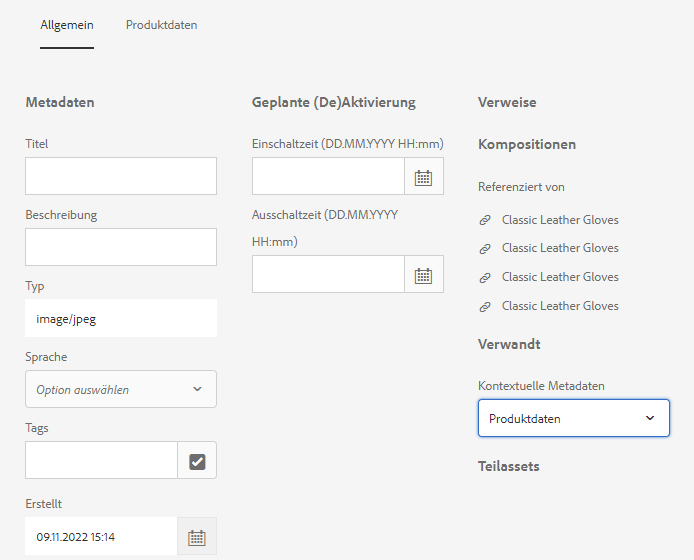 Allgemein
Produktdaten
Metadaten
Titel
Beschreibung
Typ
image/jpeg
Sprache
Option auswählen
Tags
Erstellt
09.11.2022 15:14
Geplante (De)Aktivierung
Einschaltzeit (DD.MM.YYYY HH:mm)
Ausschaltzeit (DD.MM.YYYY
HH:mm)
Verweise
Kompositionen
Referenziert von
Classic Leather Gloves
Classic Leather Gloves
Classic Leather Gloves
Classic Leather Gloves
Verwandt
Kontextuelle Metadaten
Produktdaten
Teilassets